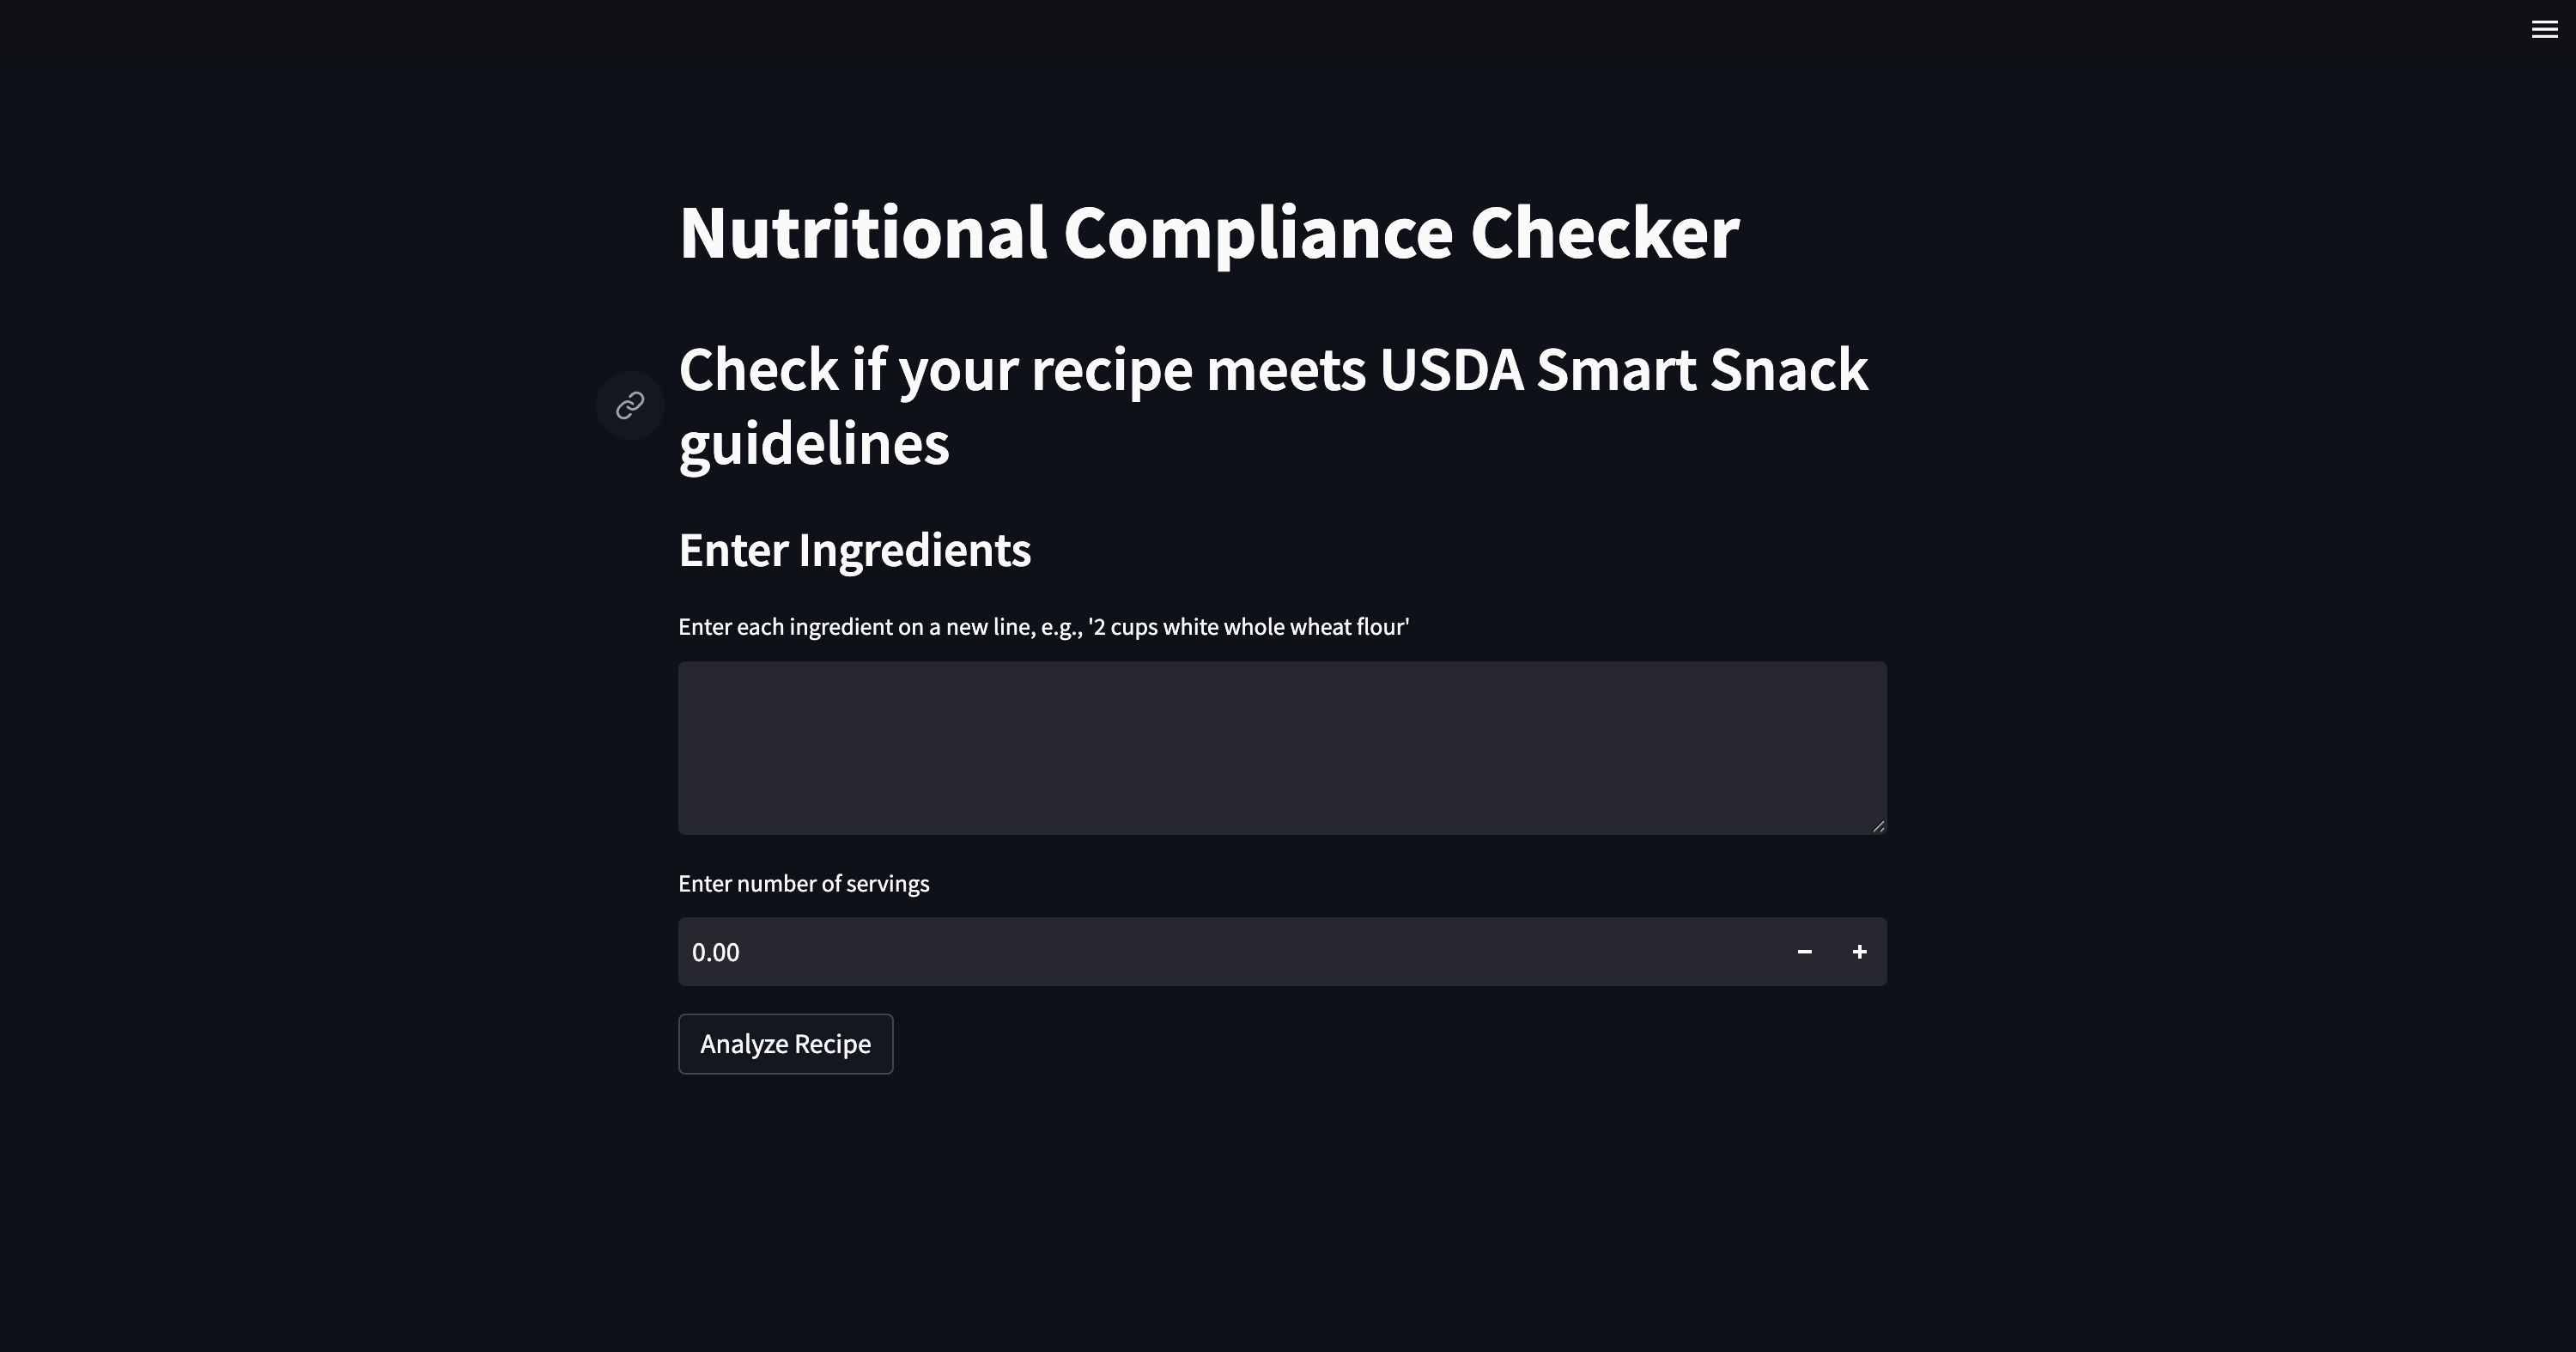 Nutritional Compliance Checker
Check if your recipe meets USDA Smart Snack
guidelines
Enter Ingredients
Enter each ingredient on a new line, e.g., '2 cups white whole wheat flour'
Enter number of servings
0.00
Analyze Recipe